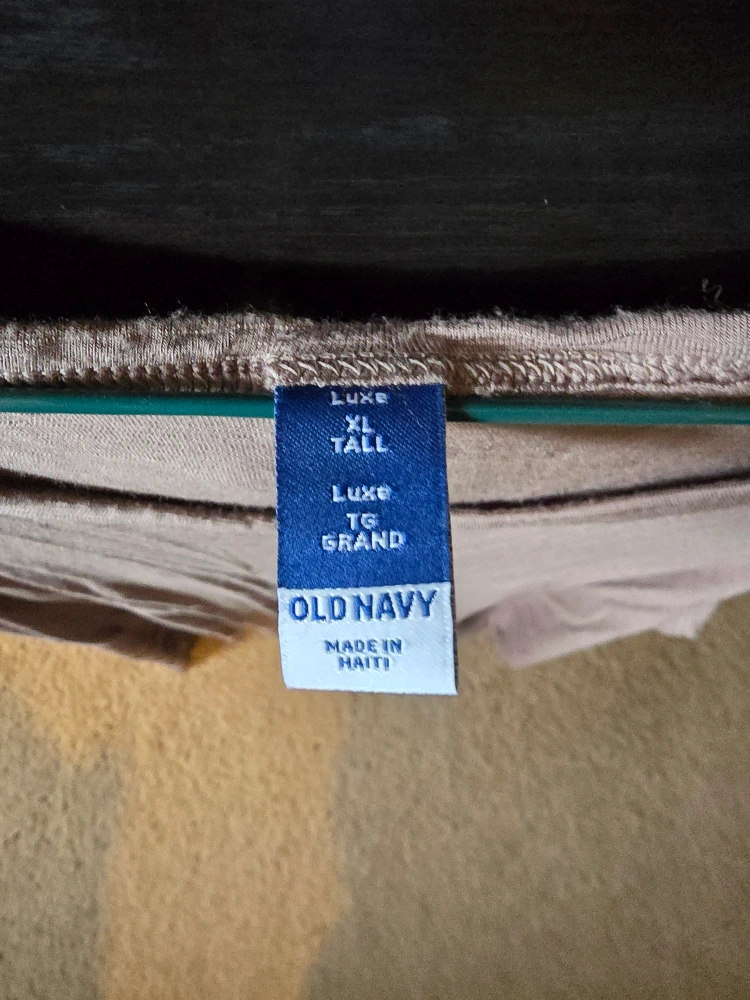 Luxe
XL
TALL
Luxe
TG
GRAND
OLD NAVY
MADE IN
HAITI